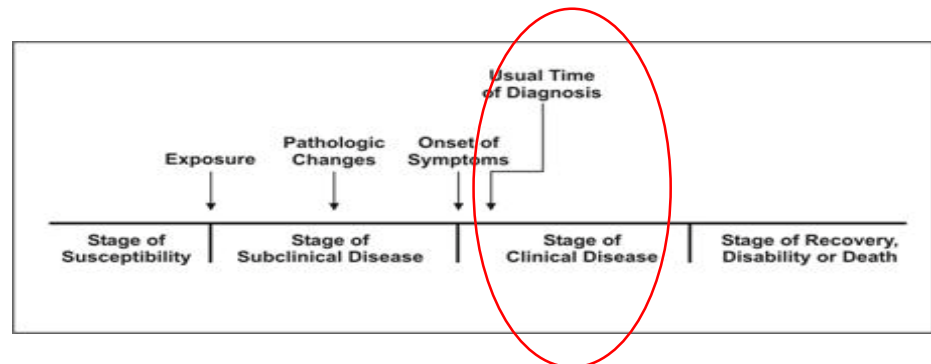 Usual Time
of Diagnosis
Pathologic
Changes
Onset of
Symptoms
Exposure
Stage of
Susceptibility
Stage of
Subclinical Disease
Stage of
Clinical Disease
Stage of Recovery,
Disability or Death